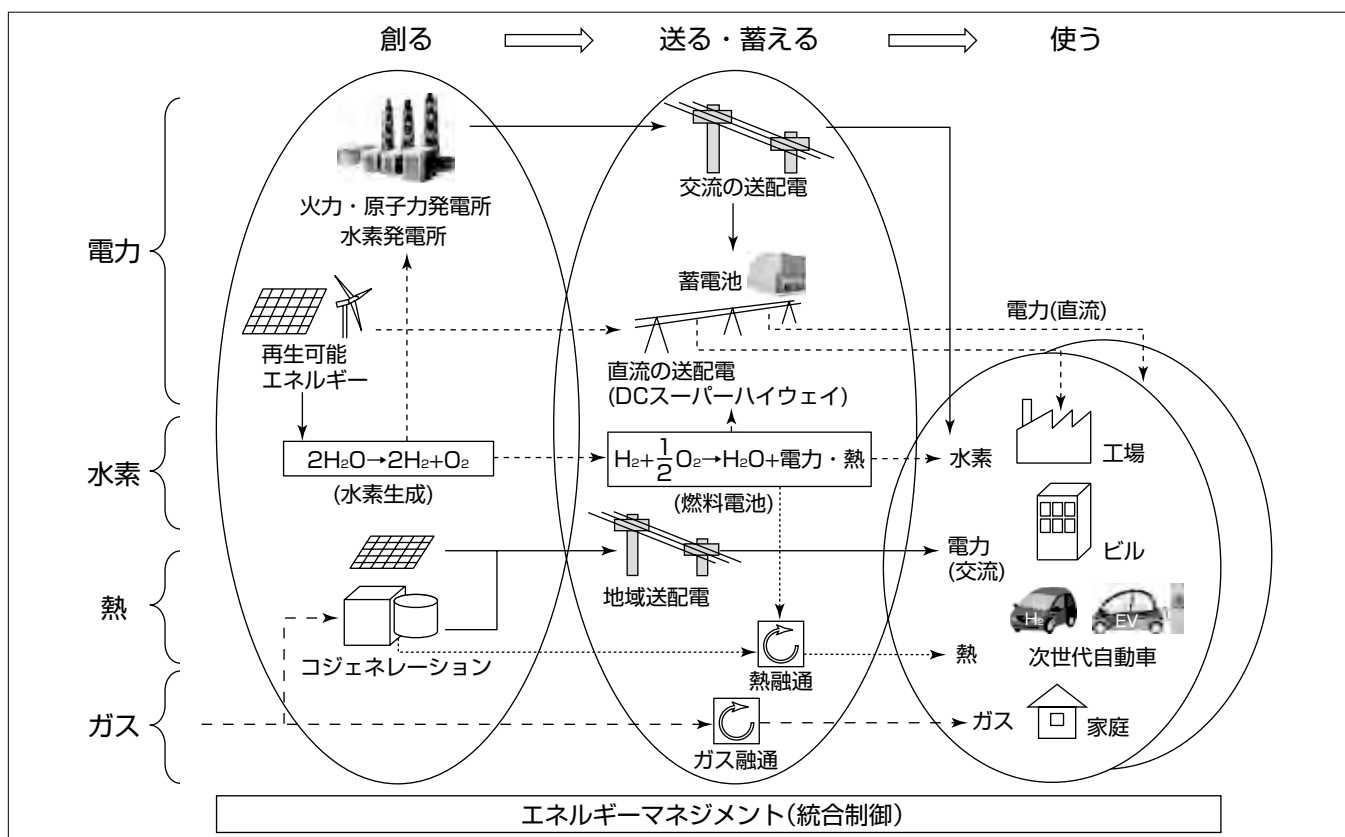 創る
送る・蓄える
使う
電力
水素
熱
ガス
火力・原子力発電所
水素発電所
再生可能
エネルギー
2H₂O→2H₂+O₂
(水素生成)
コジェネレーション
交流の送配電
蓄電池
直流の送配電
(DCスーパーハイウェイ)
H₂+1/2O₂→H₂O+電力・熱
(燃料電池)
地域送配電
熱融通
ガス融通
電力(直流)
水素
電力
(交流)
熱
ガス
工場
ビル
H₂
EV
次世代自動車
家庭
エネルギーマネジメント(統合制御)